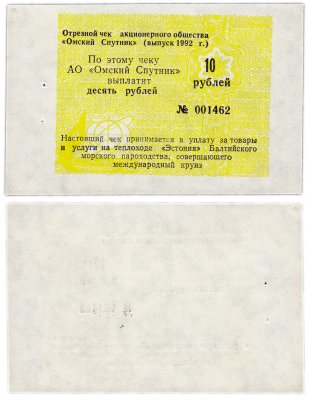 Отрезной чек акционерного общества
«Омский Спутник» (выпуск 1992 г.)
По этому чеку
АО «Омский Спутник»
выплатит
десять рублей
10
рублей
№ 001462
Настоящий чек принимается в уплату за товары
и услуги на теплоходе «Эстония» Балтийского
морского пароходства, совершающего
международный круиз